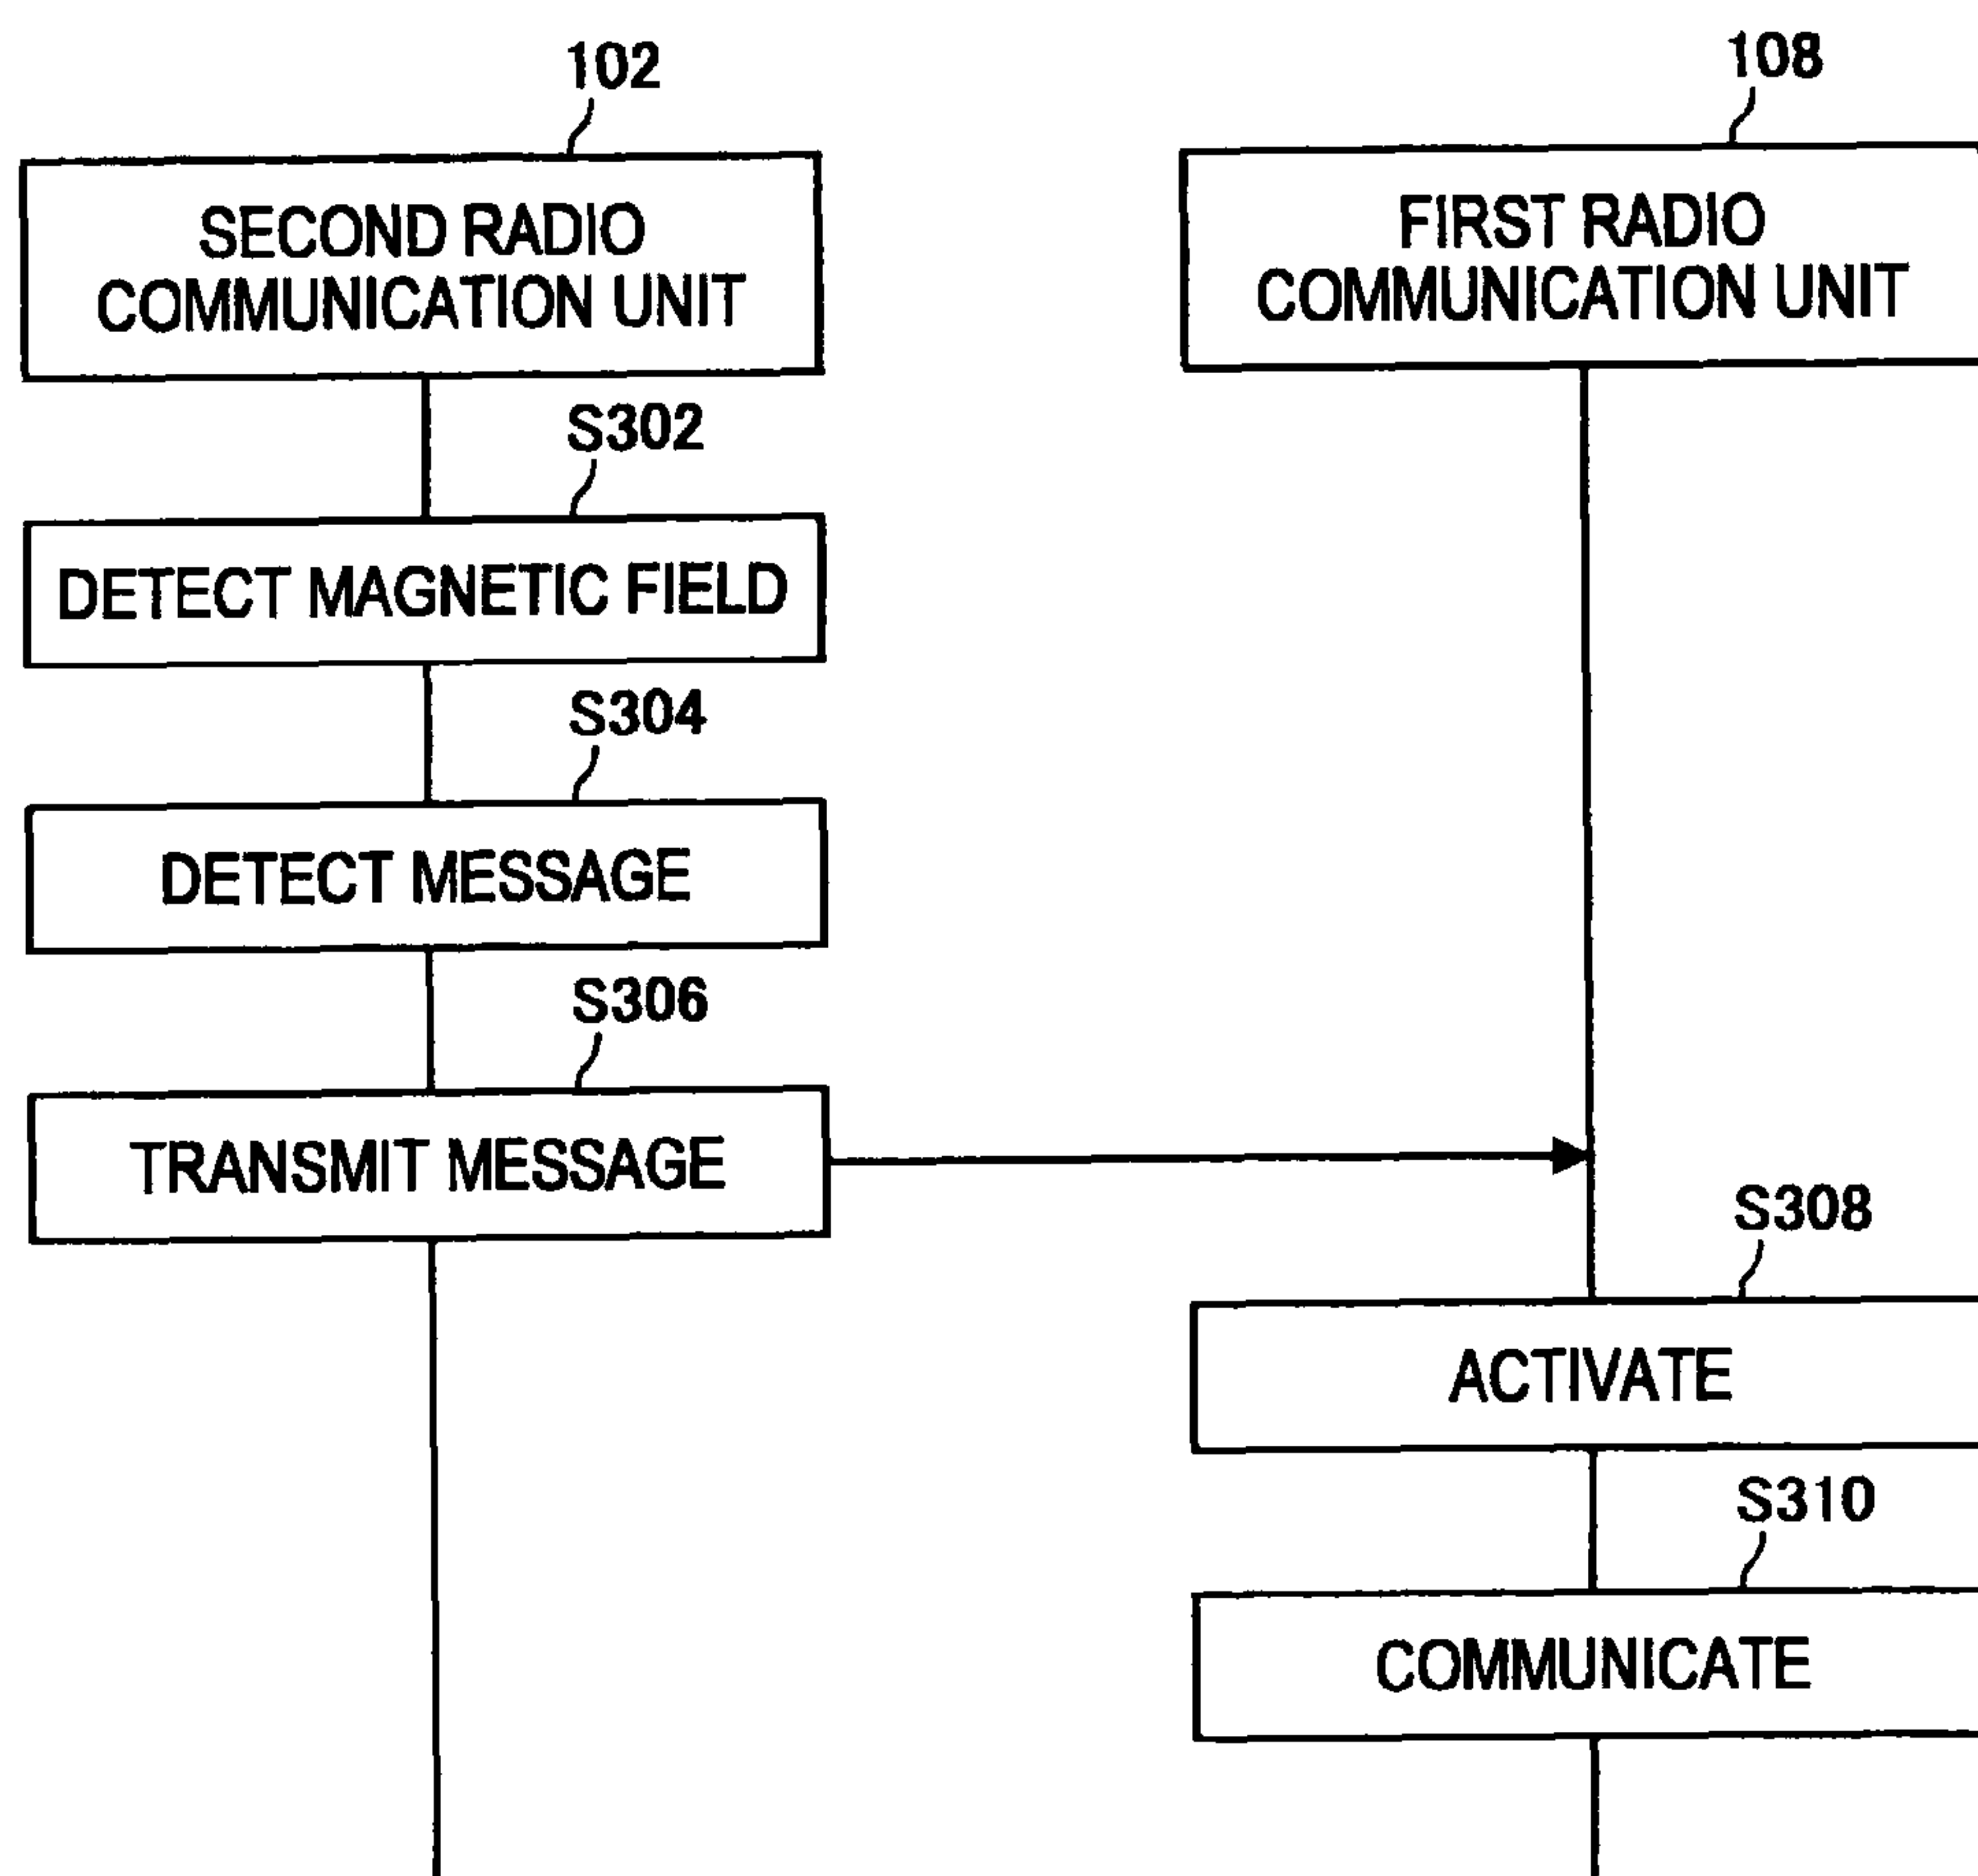 102
SECOND RADIO
COMMUNICATION UNIT
108
FIRST RADIO
COMMUNICATION UNIT
S302
DETECT MAGNETIC FIELD
S304
DETECT MESSAGE
S306
TRANSMIT MESSAGE
S308
ACTIVATE
S310
COMMUNICATE